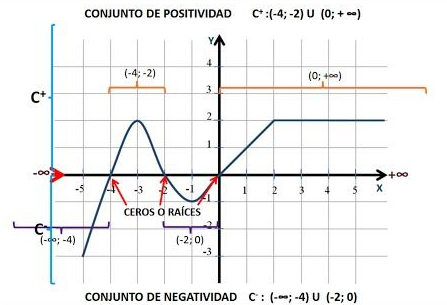 CONJUNTO DE POSITIVIDAD C⁺ :(-4; -2) U (0; + ∞)
Y
4
(-4; -2)
(0; +∞)
3
C⁺
2
1
-∞
+∞
-5 -4 -3 -2 -1 1 2 3 4 5 X
-1
CEROS O RAÍCES
-2
C⁻
(-∞; -4)
(-2; 0)
-3
CONJUNTO DE NEGATIVIDAD C⁻ : (-∞; -4) U (-2; 0)